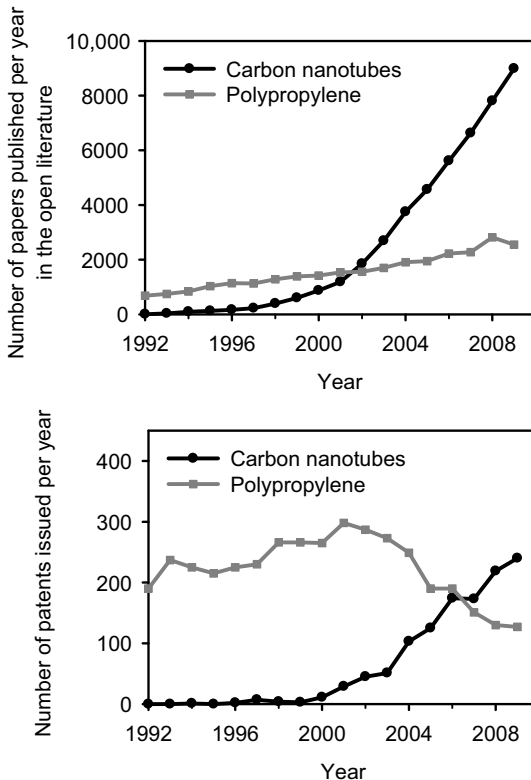 Number of papers published per year
in the open literature
10,000
8000
6000
4000
2000
0
Carbon nanotubes
Polypropylene
1992 1996 2000 2004 2008
Year
Number of patents issued per year
400
300
200
100
0
Carbon nanotubes
Polypropylene
1992 1996 2000 2004 2008
Year